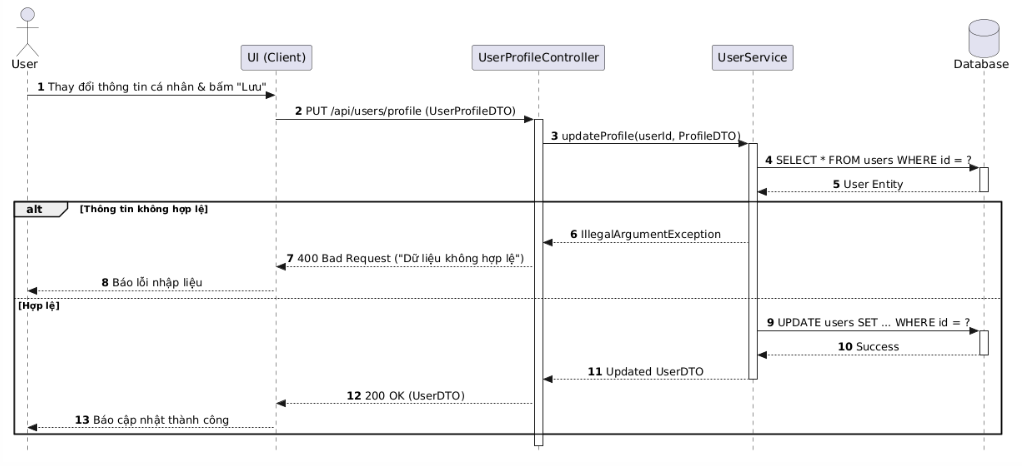 User
UI (Client)
UserProfileController
UserService
Database
1 Thay đổi thông tin cá nhân & bấm "Lưu"
2 PUT /api/users/profile (UserProfileDTO)
3 updateProfile(userId, ProfileDTO)
4 SELECT * FROM users WHERE id = ?
5 User Entity
alt [Thông tin không hợp lệ]
6 IllegalArgumentException
7 400 Bad Request ("Dữ liệu không hợp lệ")
8 Báo lỗi nhập liệu
[Hợp lệ]
9 UPDATE users SET ... WHERE id = ?
10 Success
11 Updated UserDTO
12 200 OK (UserDTO)
13 Báo cập nhật thành công